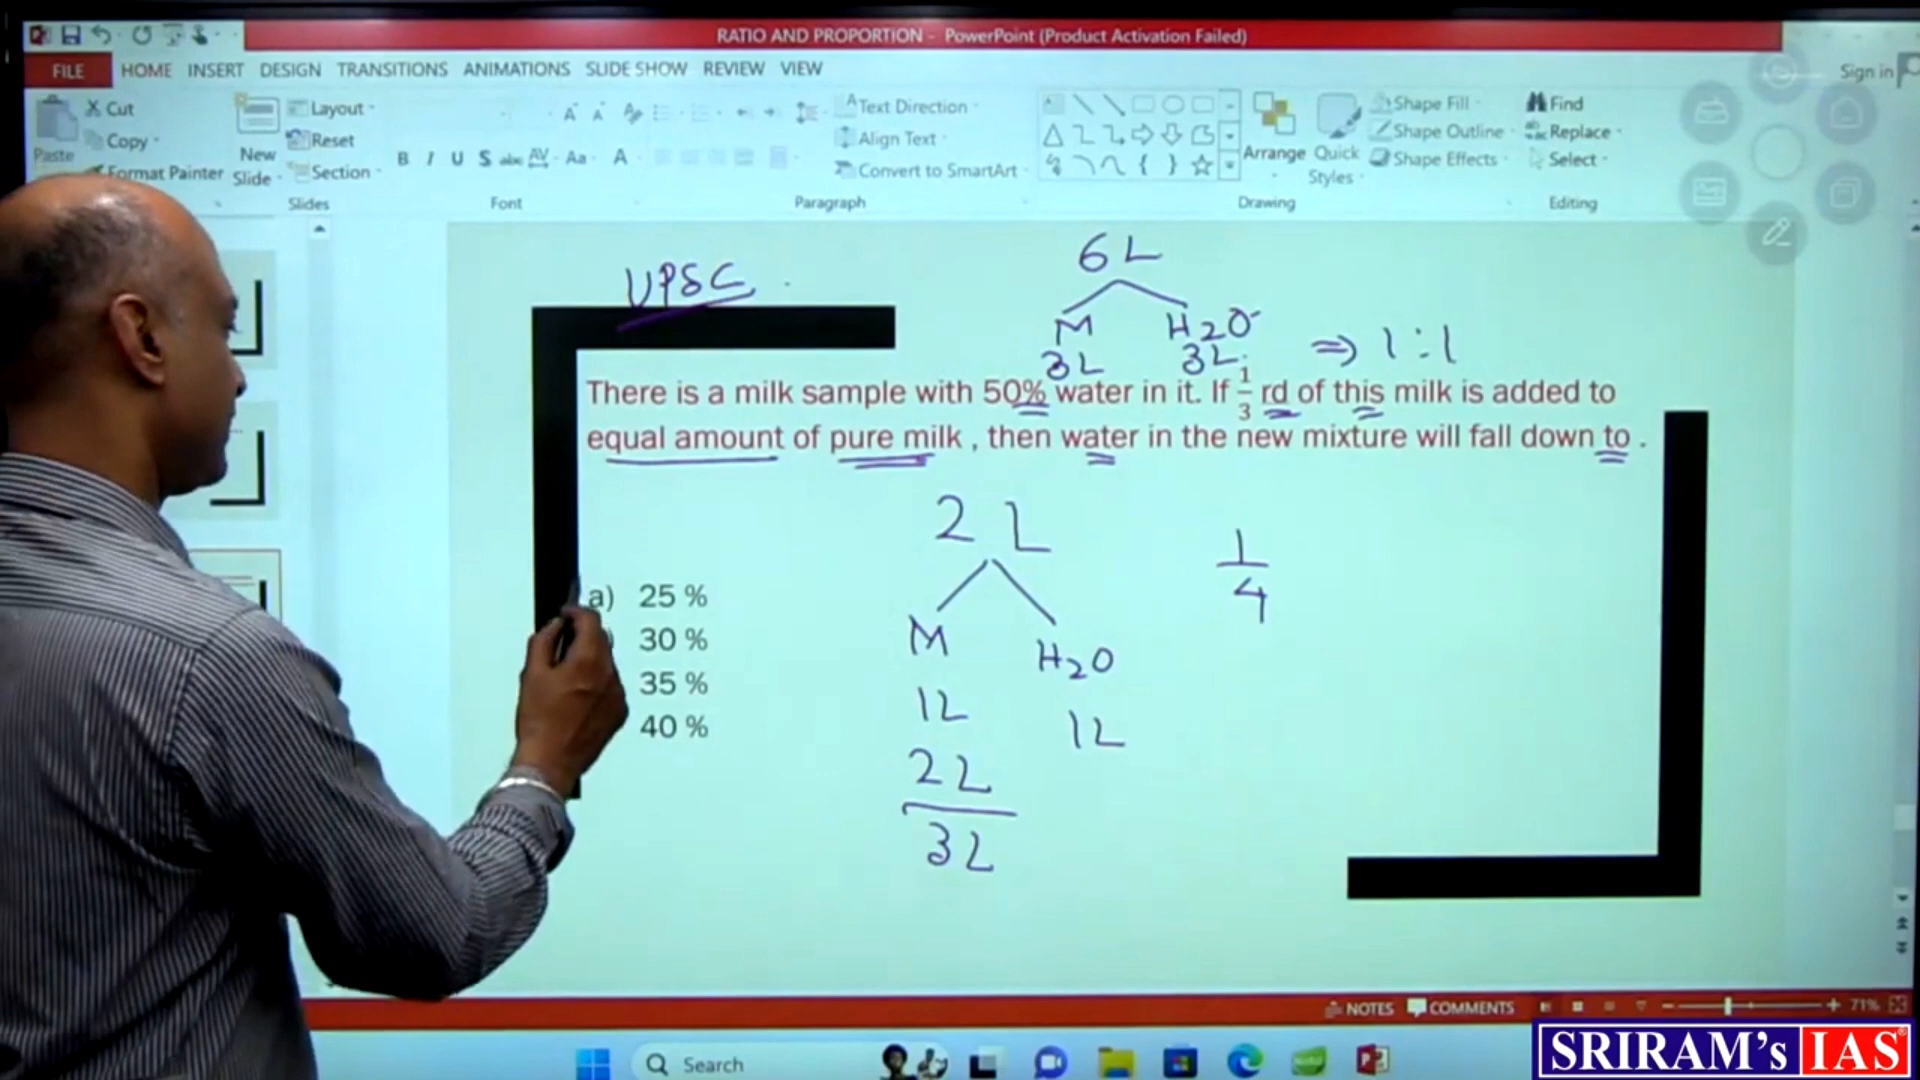 RATIO AND PROPORTION - PowerPoint (Product Activation Failed)
FILE HOME INSERT DESIGN TRANSITIONS ANIMATIONS SLIDE SHOW REVIEW VIEW Sign in
Paste
Cut
Copy
Format Painter
New Slide
Layout
Reset
Section
Slides
B I U S abc AV Aa A
Font
Text Direction
Align Text
Convert to SmartArt
Paragraph
Arrange
Quick Styles
Shape Fill
Shape Outline
Shape Effects
Drawing
Find
Replace
Select
Editing
UPSC
6 L
M H2O
3L 3L ⇒ 1:1
There is a milk sample with 50% water in it. If 1/3 rd of this milk is added to
equal amount of pure milk , then water in the new mixture will fall down to .
2 L
1/4
M H2O
1L 1L
2L
3L
a) 25 %
30 %
35 %
40 %
NOTES COMMENTS 71%
Search
SRIRAM's IAS